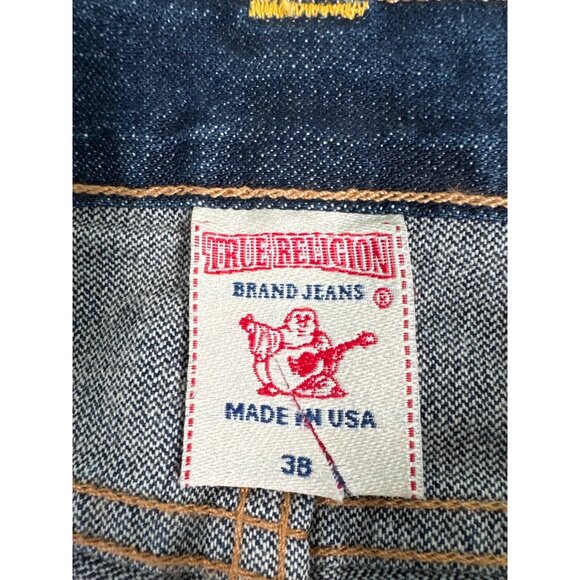 TRUE RELIGION
BRAND JEANS ®
MADE IN USA
38